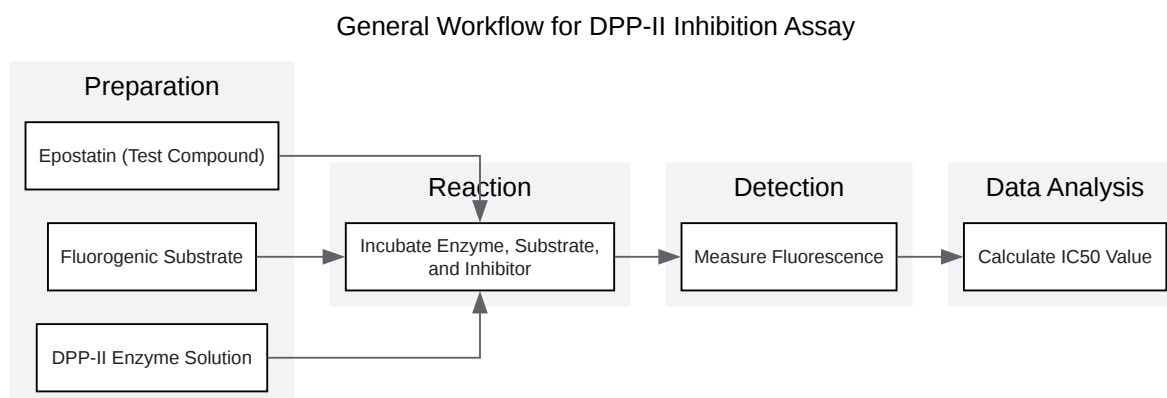 General Workflow for DPP-II Inhibition Assay
Preparation
Epostatin (Test Compound)
Fluorogenic Substrate
DPP-II Enzyme Solution
Reaction
Incubate Enzyme, Substrate,
and Inhibitor
Detection
Measure Fluorescence
Data Analysis
Calculate IC50 Value